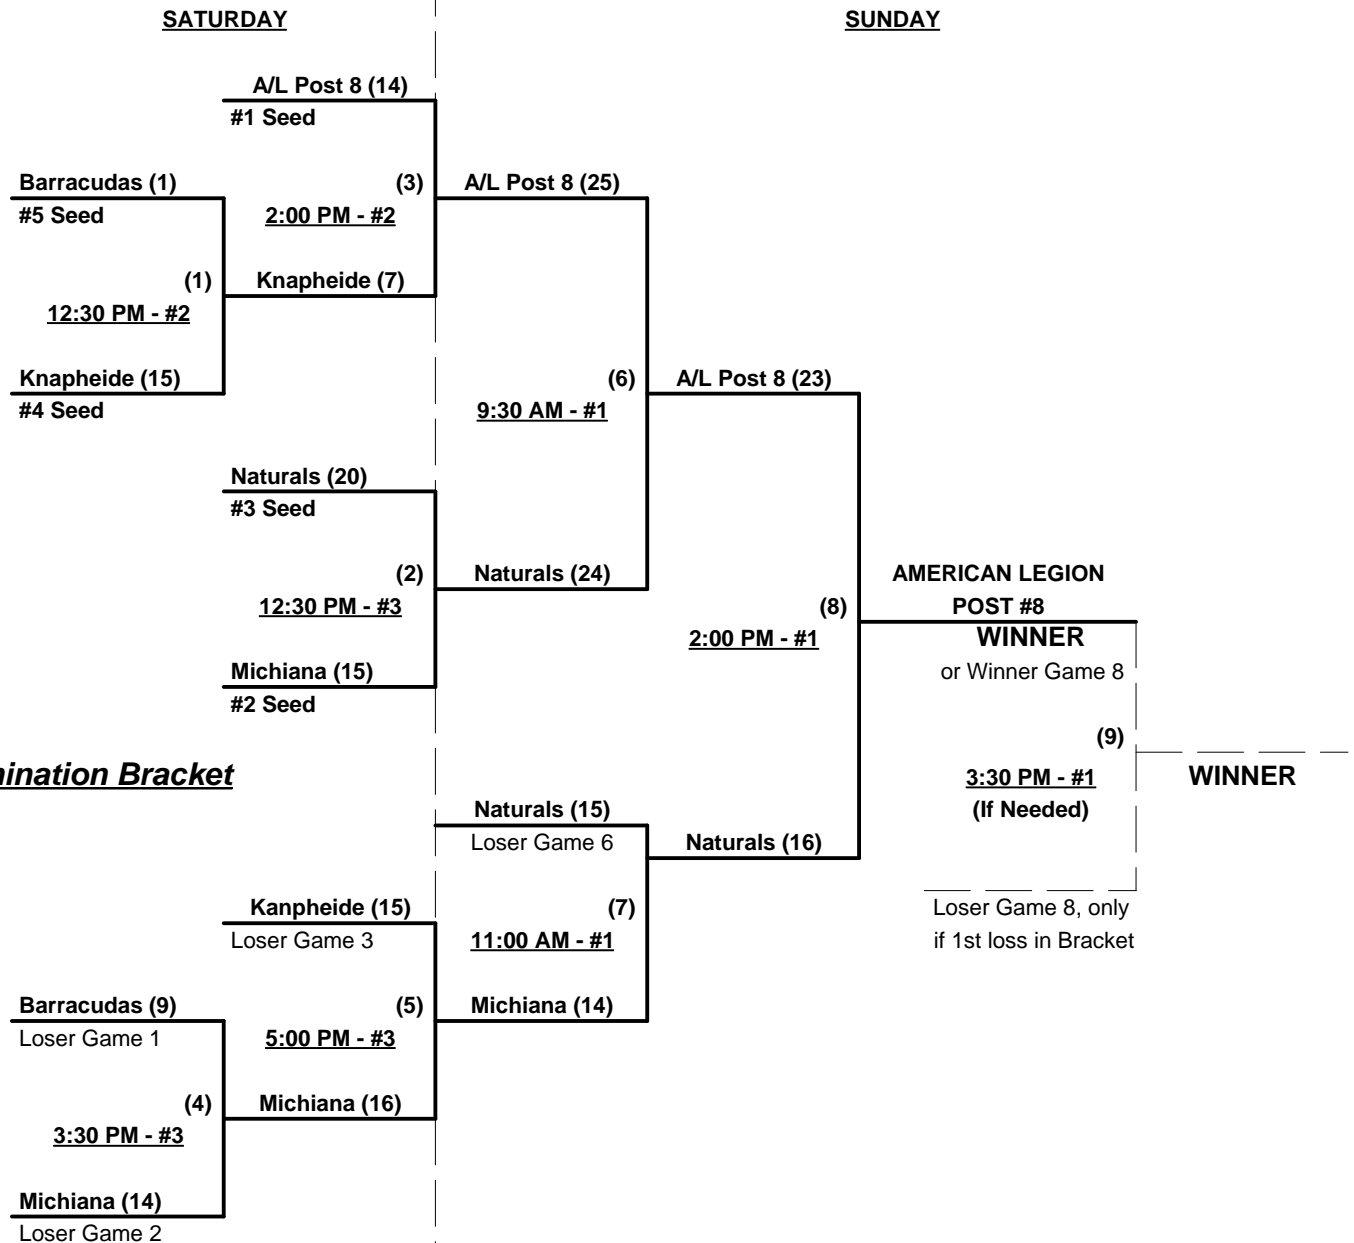 SATURDAY
SUNDAY
A/L Post 8 (14)
#1 Seed
Barracudas (1)
#5 Seed
(3)
2:00 PM - #2
A/L Post 8 (25)
(1)
12:30 PM - #2
Knapheide (7)
Knapheide (15)
#4 Seed
(6)
9:30 AM - #1
A/L Post 8 (23)
Naturals (20)
#3 Seed
(2)
12:30 PM - #3
Naturals (24)
Michiana (15)
#2 Seed
(8)
2:00 PM - #1
AMERICAN LEGION
POST #8
WINNER
or Winner Game 8
(9)
3:30 PM - #1
(If Needed)
WINNER
Loser Game 8, only
if 1st loss in Bracket
mination Bracket
Naturals (15)
Loser Game 6
Naturals (16)
Kanpheide (15)
Loser Game 3
(7)
11:00 AM - #1
Barracudas (9)
Loser Game 1
(5)
5:00 PM - #3
Michiana (14)
(4)
3:30 PM - #3
Michiana (16)
Michiana (14)
Loser Game 2